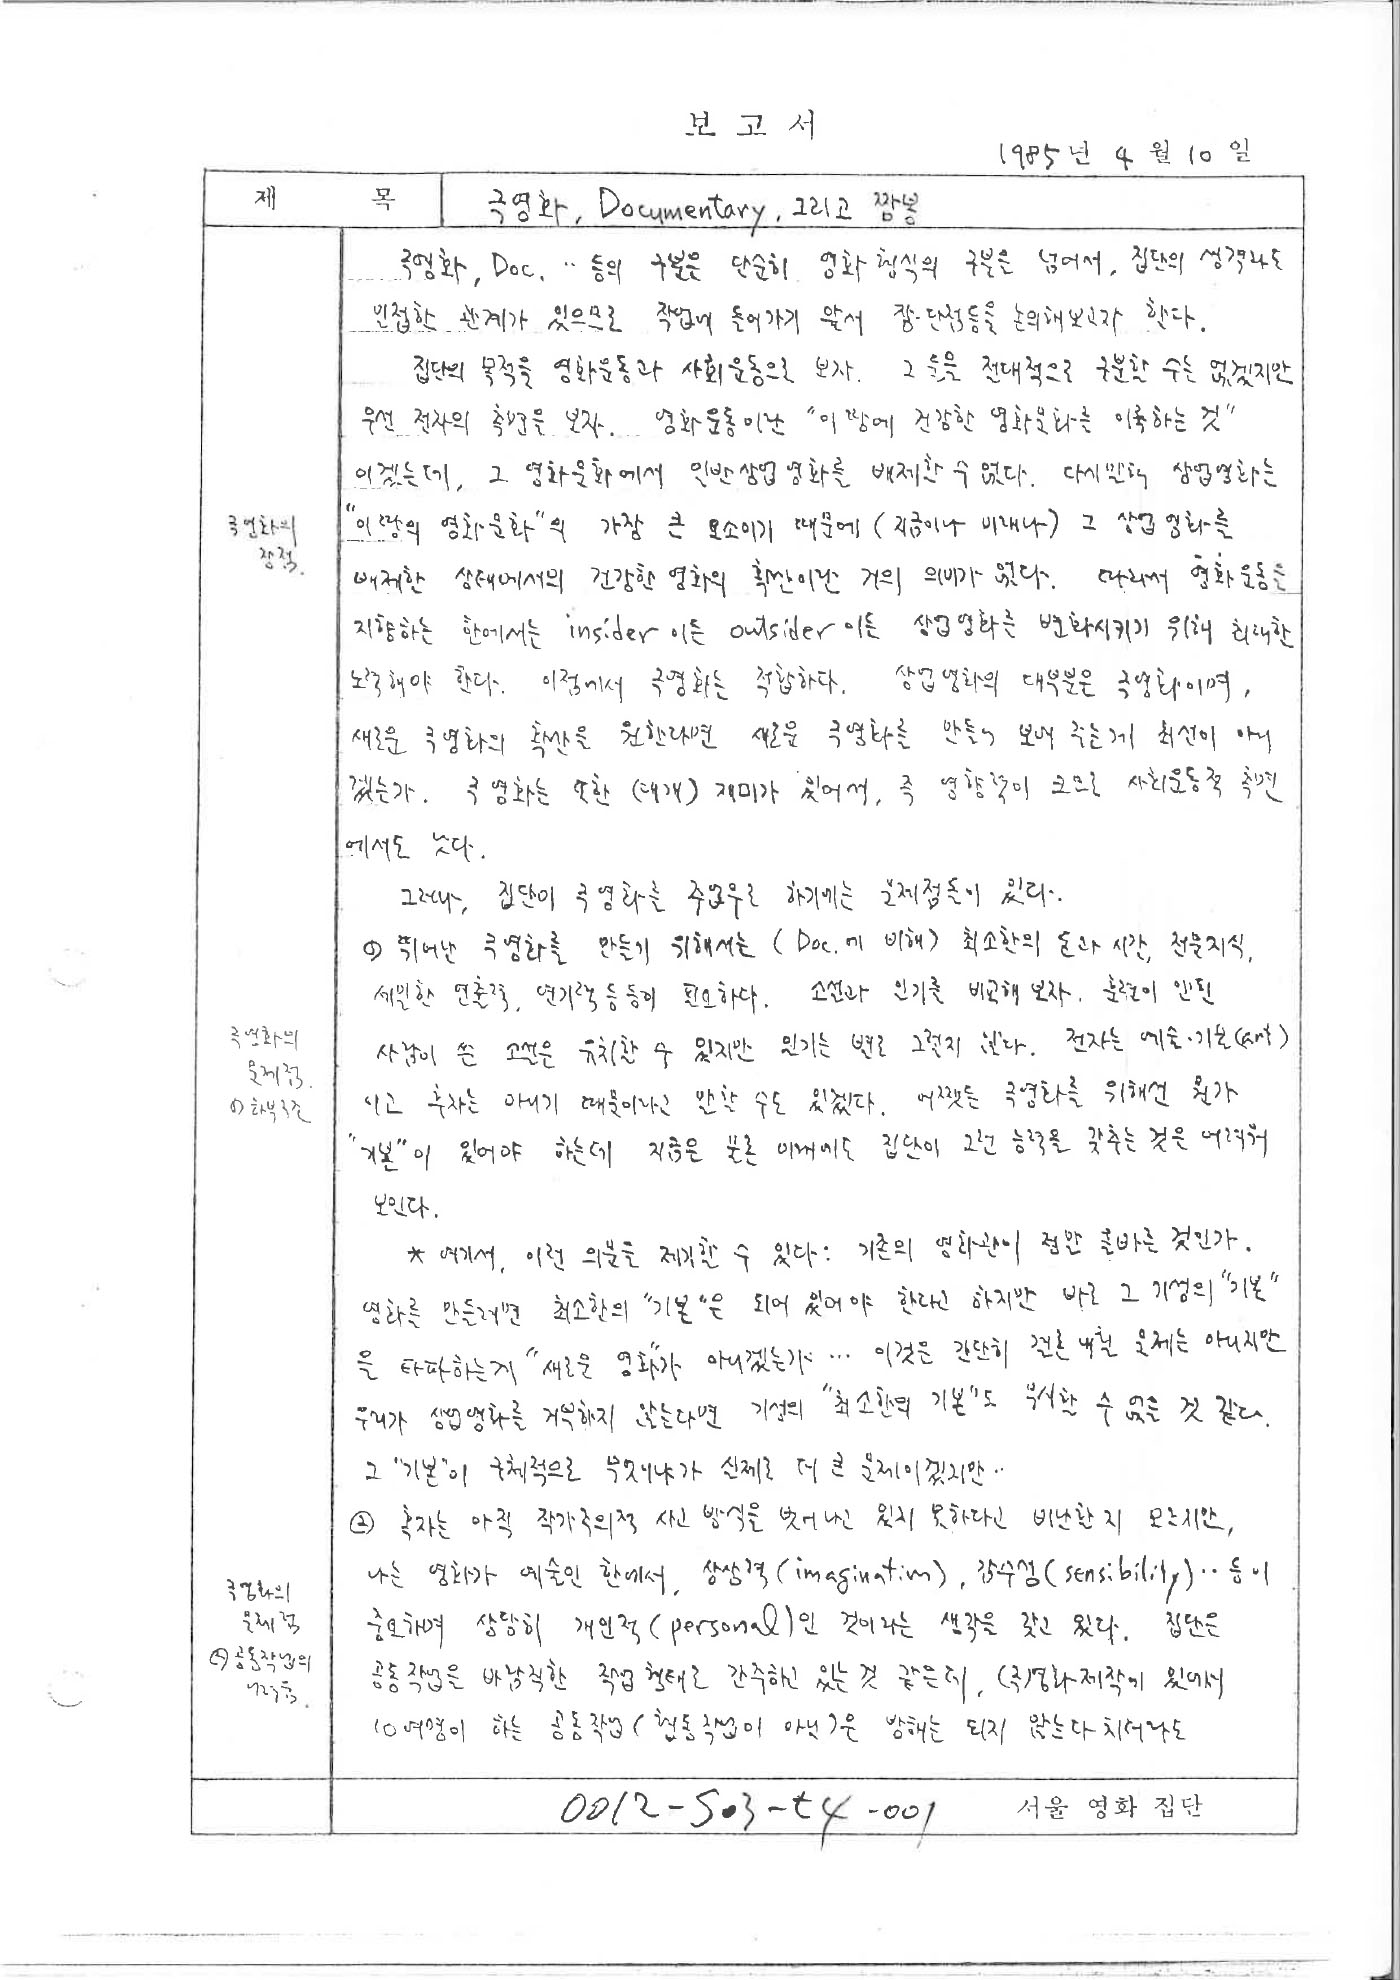 보 고 서
1985년 4월 10일
제 목
극영화, Documentary, 그리고 짬뽕
극영화, Doc. ‥ 등의 구분은 단순히 영화 형식의 구분을 넘어서, 집단의 성격과도
밀접한 관계가 있으므로 작업에 들어가기 앞서 장·단점등을 논의해보고자 한다.
집단의 목적을 영화운동과 사회운동으로 보자. 그 둘을 절대적으로 구분할 수는 없겠지만
우선 전자의 측면을 보자. 영화운동이란 "이 땅에 건강한 영화문화를 이룩하는 것"
이겠는데, 그 영화문화에서 일반상업영화를 배제할 수 없다. 다시말해 상업영화는
극영화의
장점.
"이 땅의 영화문화"의 가장 큰 요소이기 때문에 (지금이나 미래나) 그 상업영화를
배제한 상태에서의 건강한 영화의 확산이란 거의 의미가 없다. 따라서 영화운동을
지향하는 한에서는 insider 이든 outsider 이든 상업영화를 변화시키기 위해 최대한
노력해야 한다. 이점에서 극영화는 적합하다. 상업영화의 대부분은 극영화이며,
새로운 극영화의 확산을 원한다면 새로운 극영화를 만들어 보여 주는게 최선이 아니
겠는가. 극영화는 또한 (대개) 재미가 있어서, 즉 영향력이 크므로 사회운동적 측면
에서도 낫다.
그러나, 집단이 극영화를 주업무로 하기에는 문제점들이 있다.
① 뛰어난 극영화를 만들기 위해서는 (Doc.에 비해) 최소한의 돈과 시간, 전문지식,
세밀한 연출력, 연기력 등등이 필요하다. 소설과 일기를 비교해 보자. 훈련이 안된
극영화의
문제점.
① 하부구조
사람이 쓴 소설은 유치할 수 있지만 일기는 별로 그렇지 않다. 전자는 예술·기본(art)
이고 후자는 아니기 때문이라고 말할 수도 있겠다. 어쨌든 극영화를 위해선 뭔가
"기본"이 있어야 하는데 지금은 물론 미래에도 집단이 그런 능력을 갖추는 것은 어려워
보인다.
* 여기서, 이런 의문을 제기할 수 있다: 기존의 영화관이 정말 올바른 것인가.
영화를 만들려면 최소한의 "기본"은 되어 있어야 한다고 하지만 바로 그 기성의 "기본"
을 타파하는게 "새로운 영화"가 아니겠는가 … 이것은 간단히 결론 내릴 문제는 아니지만
우리가 상업영화를 거부하지 않는다면 기성의 "최소한의 기본"도 무시할 수 없을 것 같다.
그 "기본"이 구체적으로 무엇이냐가 실제로 더 큰 문제이겠지만‥
② 혹자는 아직 작가주의적 사고 방식을 벗어나고 있지 못하다고 비난할 지 모르지만,
나는 영화가 예술인 한에서, 상상력(imagination), 감수성(sensibility)‥등이
극영화의
문제점
② 공동작업의
중요하며 상당히 개인적(personal)인 것이라는 생각을 갖고 있다. 집단은
공동작업을 바람직한 작업 형태로 간주하고 있는 것 같은데, (극)영화제작에 있어서
10여명이 하는 공동작업(협동작업이 아닌)은 방해는 되지 않는다 치더라도
0012-S03-t4-001
서울 영화 집단